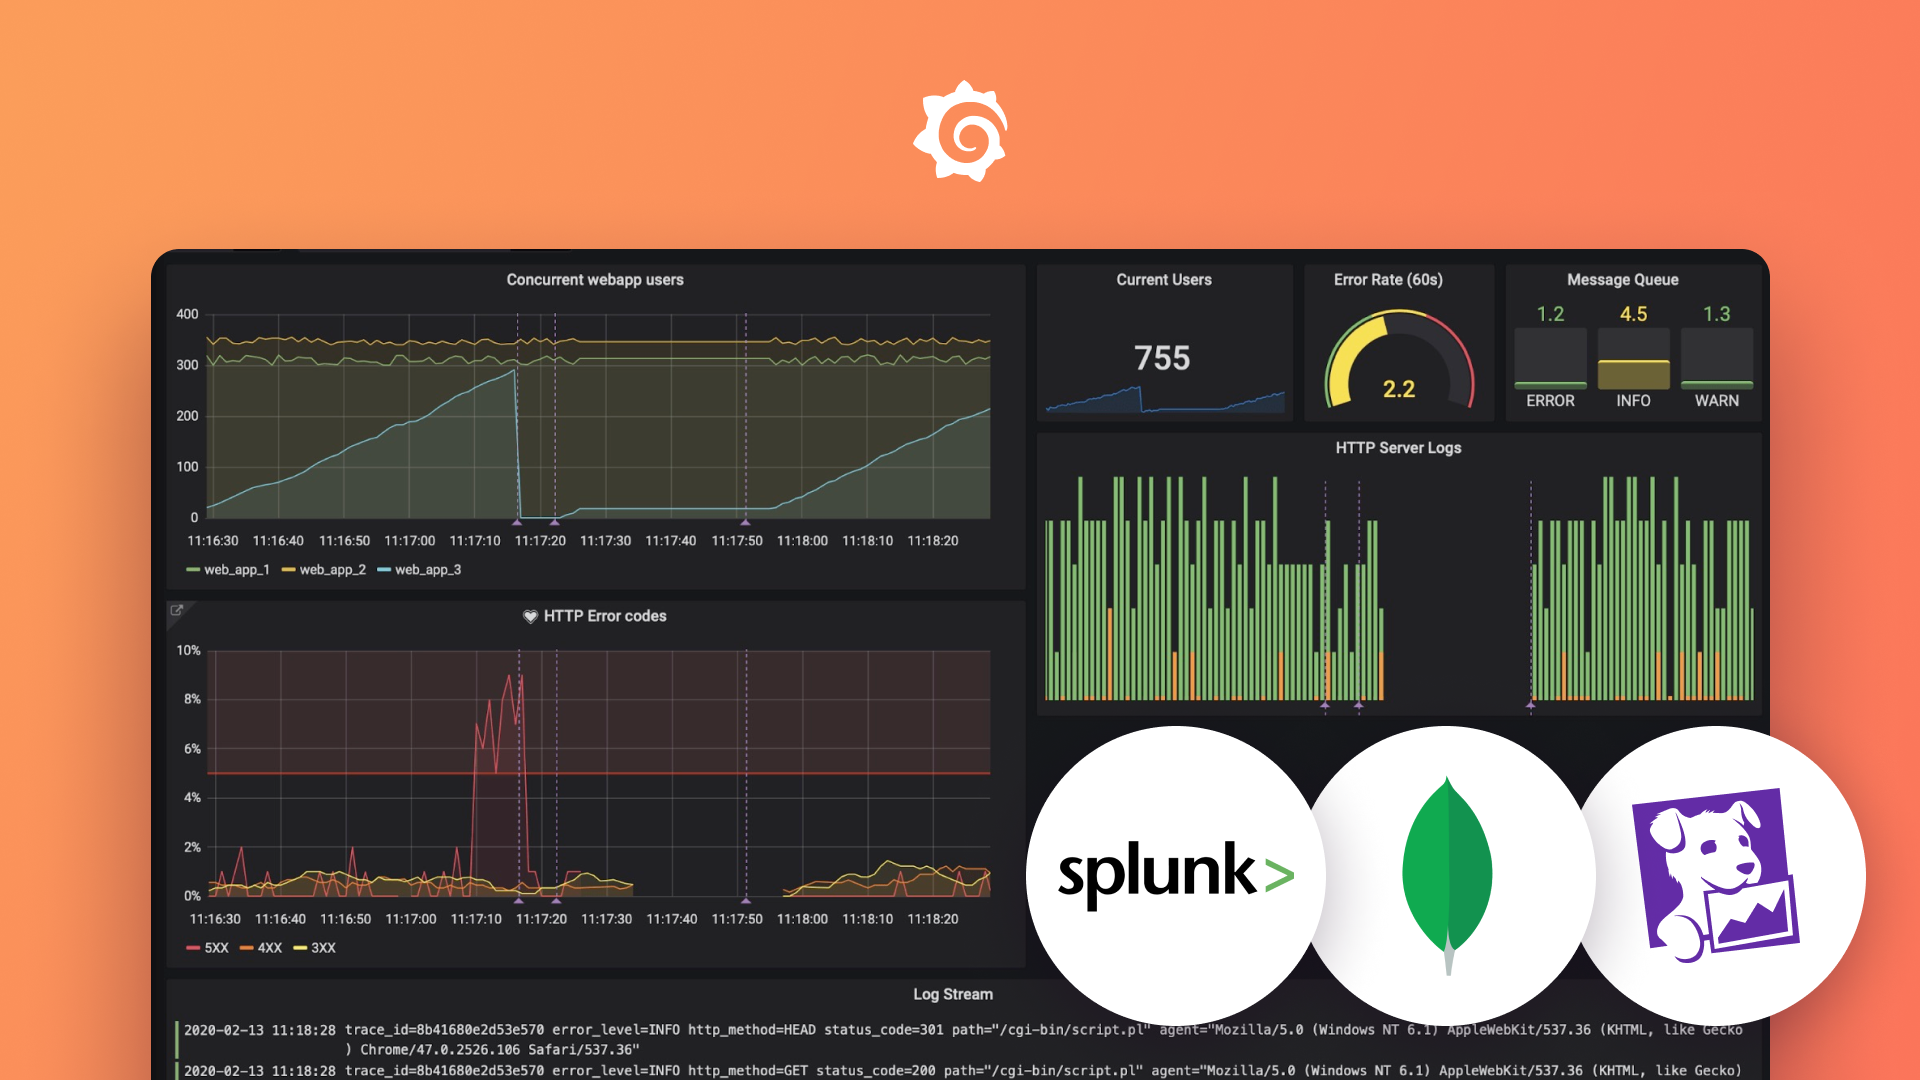 Concurrent webapp users
400
300
200
100
0
11:16:30 11:16:40 11:16:50 11:17:00 11:17:10 11:17:20 11:17:30 11:17:40 11:17:50 11:18:00 11:18:10 11:18:20
web_app_1 web_app_2 web_app_3
Current Users
755
Error Rate (60s)
2.2
Message Queue
1.2 4.5 1.3
ERROR INFO WARN
HTTP Server Logs
HTTP Error codes
10%
8%
6%
4%
2%
0%
11:16:30 11:16:40 11:16:50 11:17:00 11:17:10 11:17:20 11:17:30 11:17:40 11:17:50 11:18:00 11:18:10 11:18:20
5XX 4XX 3XX
splunk>
Log Stream
2020-02-13 11:18:28 trace_id=8b41680e2d53e570 error_level=INFO http_method=HEAD status_code=301 path="/cgi-bin/script.pl" agent="Mozilla/5.0 (Windows NT 6.1) AppleWebKit/537.36 (KHTML, like Gecko
) Chrome/47.0.2526.106 Safari/537.36"
2020-02-13 11:18:28 trace_id=8b41680e2d53e570 error_level=INFO http_method=GET status_code=200 path="/cgi-bin/script.pl" agent="Mozilla/5.0 (Windows NT 6.1) AppleWebKit/537.36 (KHTML, like Gecko)